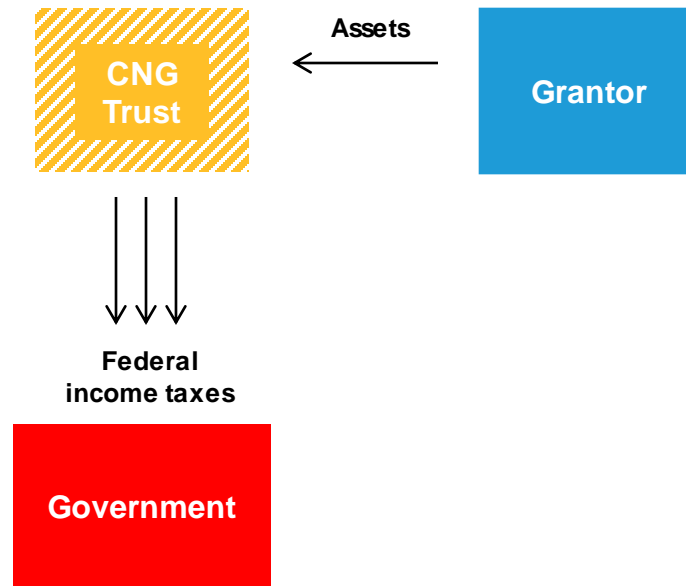 Assets
CNG
Trust
Grantor
Federal
income taxes
Government